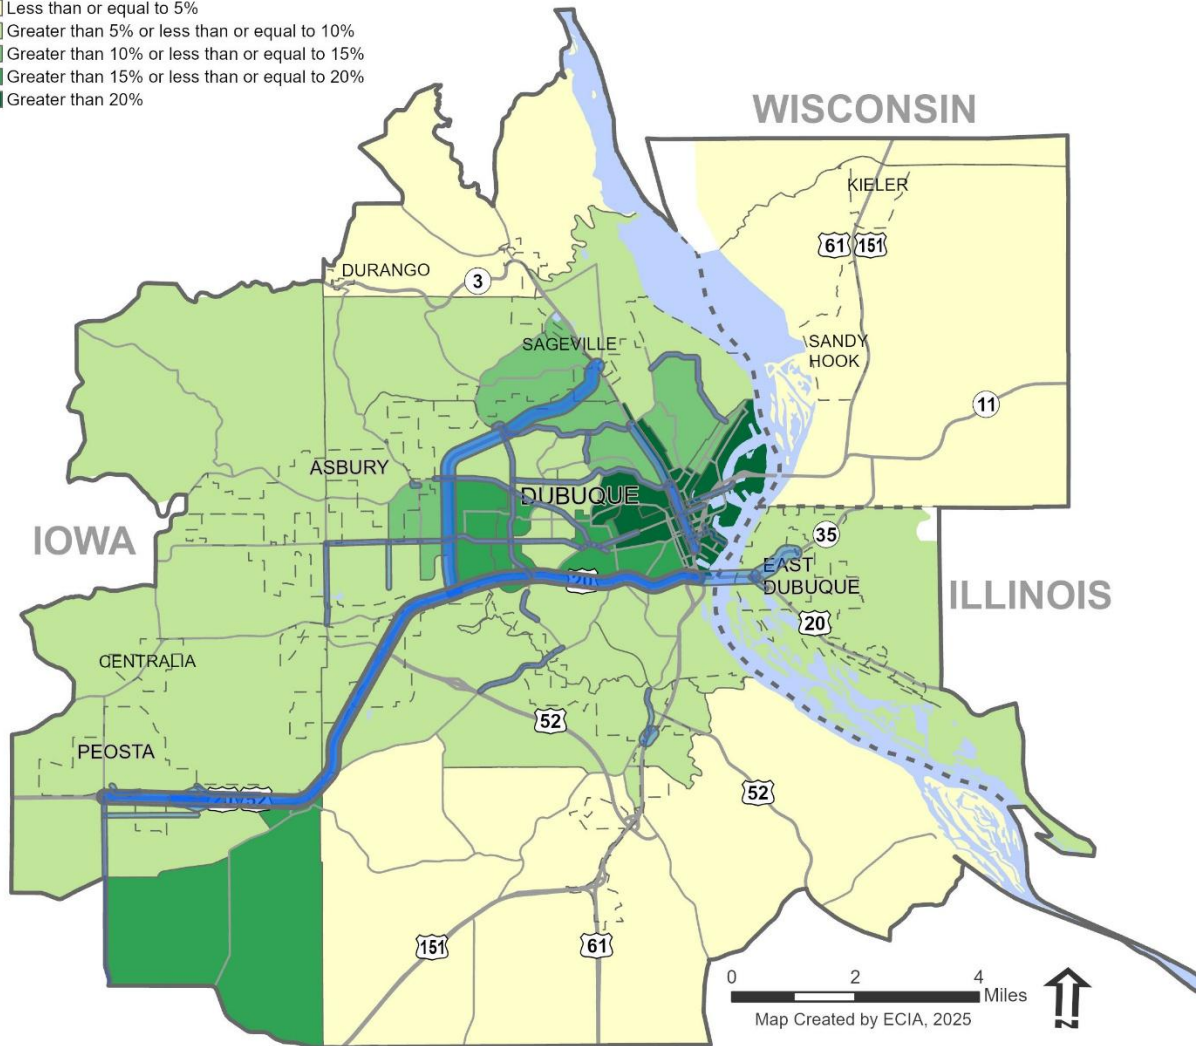 Less than or equal to 5%
Greater than 5% or less than or equal to 10%
Greater than 10% or less than or equal to 15%
Greater than 15% or less than or equal to 20%
Greater than 20%
WISCONSIN
KIELER
61 151
DURANGO
3
SAGEVILLE
SANDY
HOOK
11
ASBURY
DUBUQUE
IOWA
35
EAST
DUBUQUE
20
ILLINOIS
20
CENTRALIA
52
PEOSTA
20 52
52
151
61
0 2 4
Miles
Map Created by ECIA, 2025
N